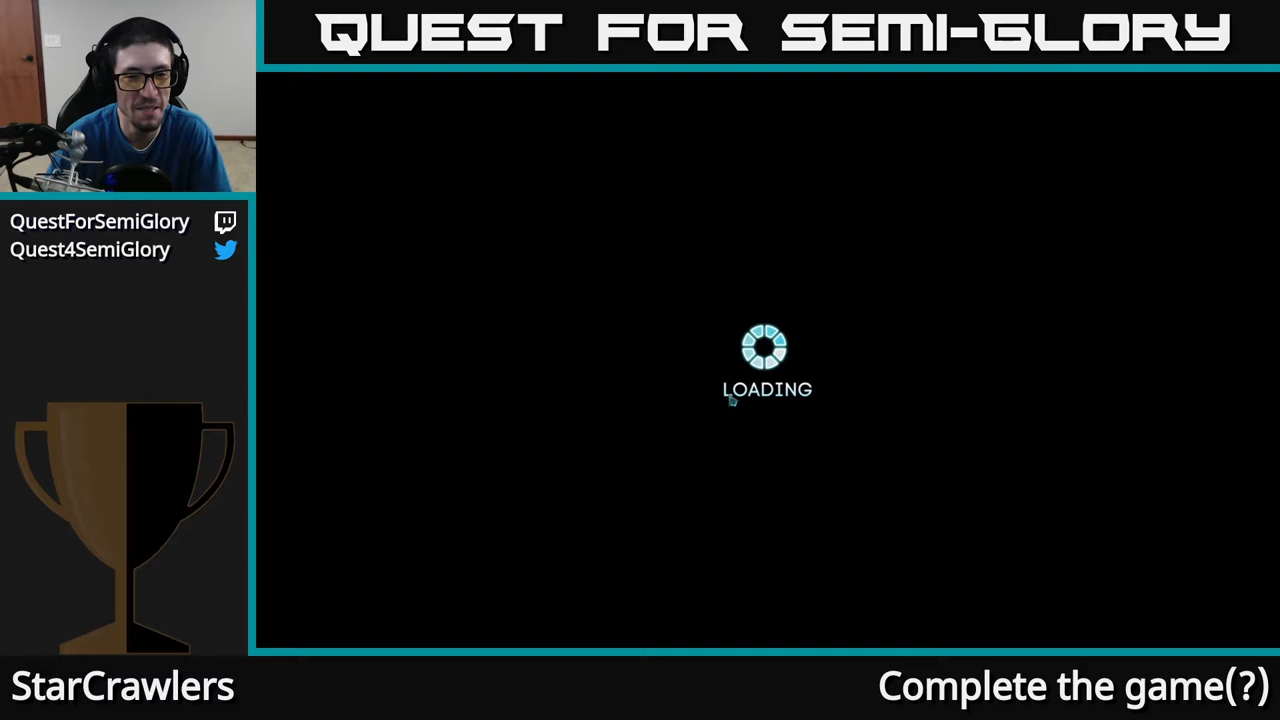 QUEST FOR SEMI-GLORY
QuestForSemiGlory
Quest4SemiGlory
LOADING
StarCrawlers
Complete the game(?)